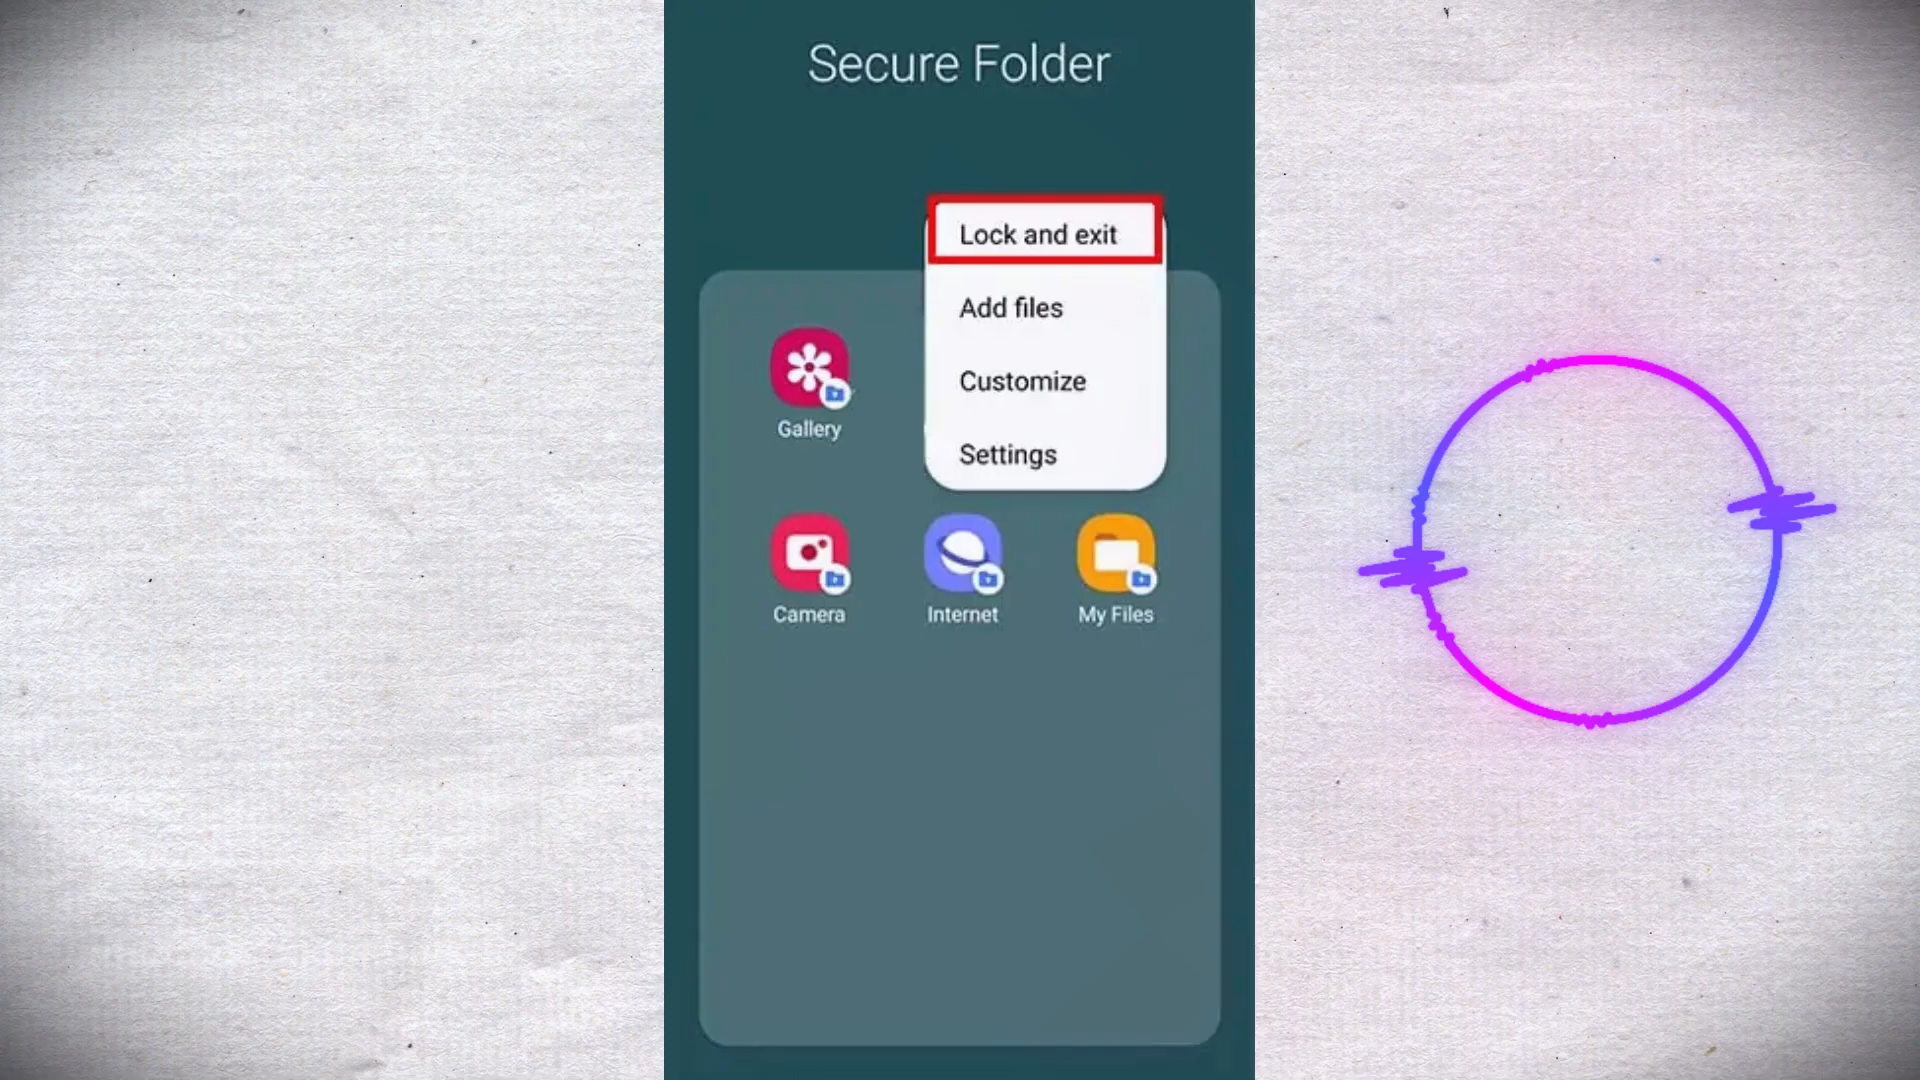 Secure Folder
Lock and exit
Add files
Customize
Settings
Gallery
Camera
Internet
My Files